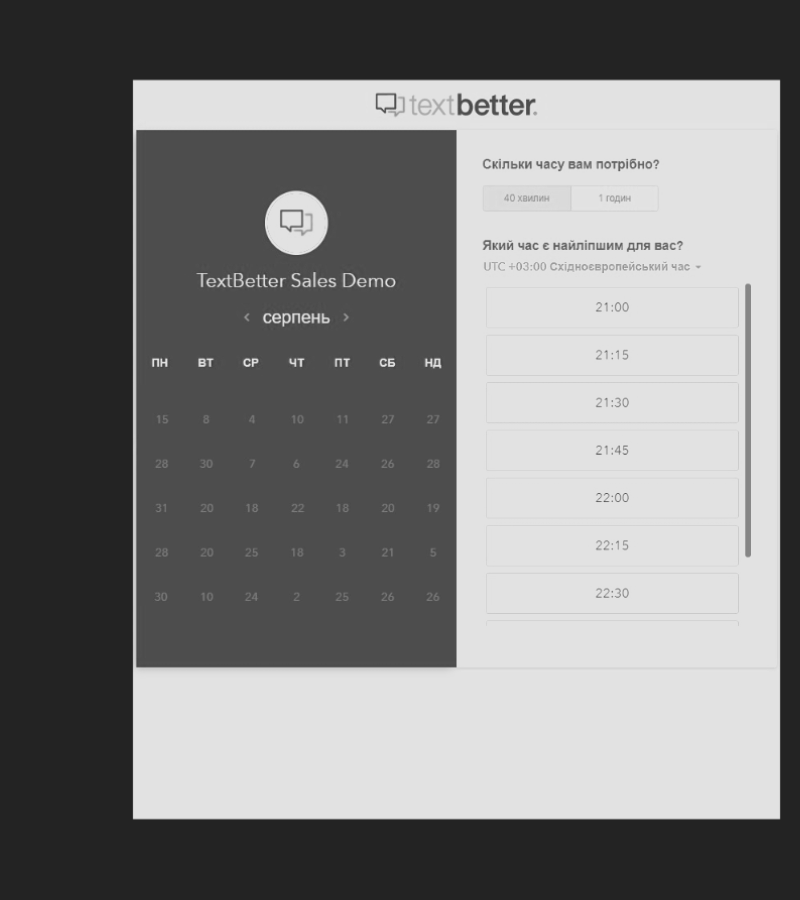 textbetter.
TextBetter Sales Demo
‹ серпень ›
ПН ВТ СР ЧТ ПТ СБ НД
15 8 4 10 11 27 27
28 30 7 6 24 26 28
31 20 18 22 18 20 19
28 20 25 18 3 21 5
30 10 24 2 25 26 26
Скільки часу вам потрібно?
40 хвилин 1 годин
Який час є найліпшим для вас?
UTC +03:00 Східноєвропейський час
21:00
21:15
21:30
21:45
22:00
22:15
22:30